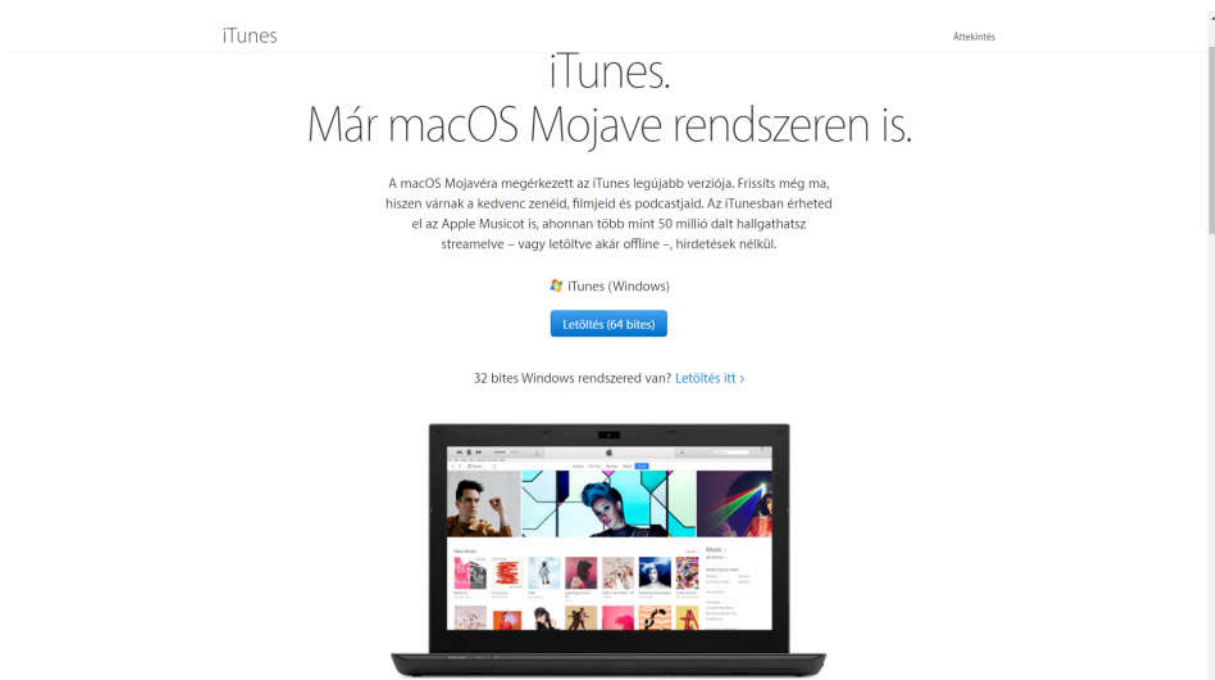 iTunes
Áttekintés
iTunes.
Már macOS Mojave rendszeren is.
A macOS Mojavéra megérkezett az iTunes legújabb verziója. Frissíts még ma,
hiszen várnak a kedvenc zenéid, filmjeid és podcastjaid. Az iTunesban érheted
el az Apple Musicot is, ahonnan több mint 50 millió dalt hallgathatsz
streamelve – vagy letöltve akár offline –, hirdetések nélkül.
iTunes (Windows)
Letöltés (64 bites)
32 bites Windows rendszered van? Letöltés itt >